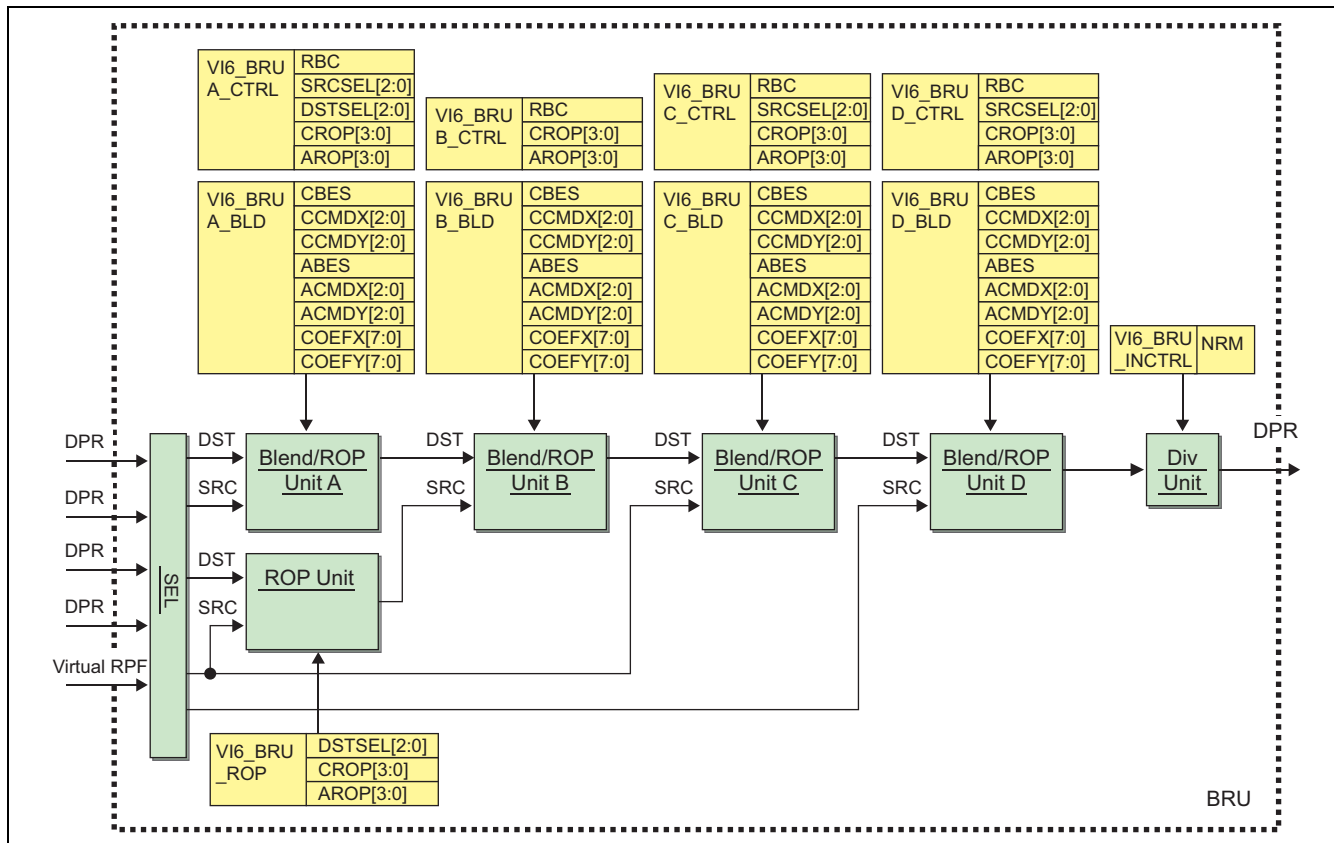 VI6_BRU
A_CTRL
RBC
SRCSEL[2:0]
DSTSEL[2:0]
CROP[3:0]
AROP[3:0]
VI6_BRU
B_CTRL
RBC
CROP[3:0]
AROP[3:0]
VI6_BRU
C_CTRL
RBC
SRCSEL[2:0]
CROP[3:0]
AROP[3:0]
VI6_BRU
D_CTRL
RBC
SRCSEL[2:0]
CROP[3:0]
AROP[3:0]
VI6_BRU
A_BLD
CBES
CCMDX[2:0]
CCMDY[2:0]
ABES
ACMDX[2:0]
ACMDY[2:0]
COEFX[7:0]
COEFY[7:0]
VI6_BRU
B_BLD
CBES
CCMDX[2:0]
CCMDY[2:0]
ABES
ACMDX[2:0]
ACMDY[2:0]
COEFX[7:0]
COEFY[7:0]
VI6_BRU
C_BLD
CBES
CCMDX[2:0]
CCMDY[2:0]
ABES
ACMDX[2:0]
ACMDY[2:0]
COEFX[7:0]
COEFY[7:0]
VI6_BRU
D_BLD
CBES
CCMDX[2:0]
CCMDY[2:0]
ABES
ACMDX[2:0]
ACMDY[2:0]
COEFX[7:0]
COEFY[7:0]
VI6_BRU
_INCTRL
NRM
DPR
DPR
DPR
DPR
Virtual RPF
SEL
DST
SRC
Blend/ROP
Unit A
DST
SRC
Blend/ROP
Unit B
DST
SRC
Blend/ROP
Unit C
DST
SRC
Blend/ROP
Unit D
Div
Unit
DPR
DST
SRC
ROP Unit
VI6_BRU
_ROP
DSTSEL[2:0]
CROP[3:0]
AROP[3:0]
BRU